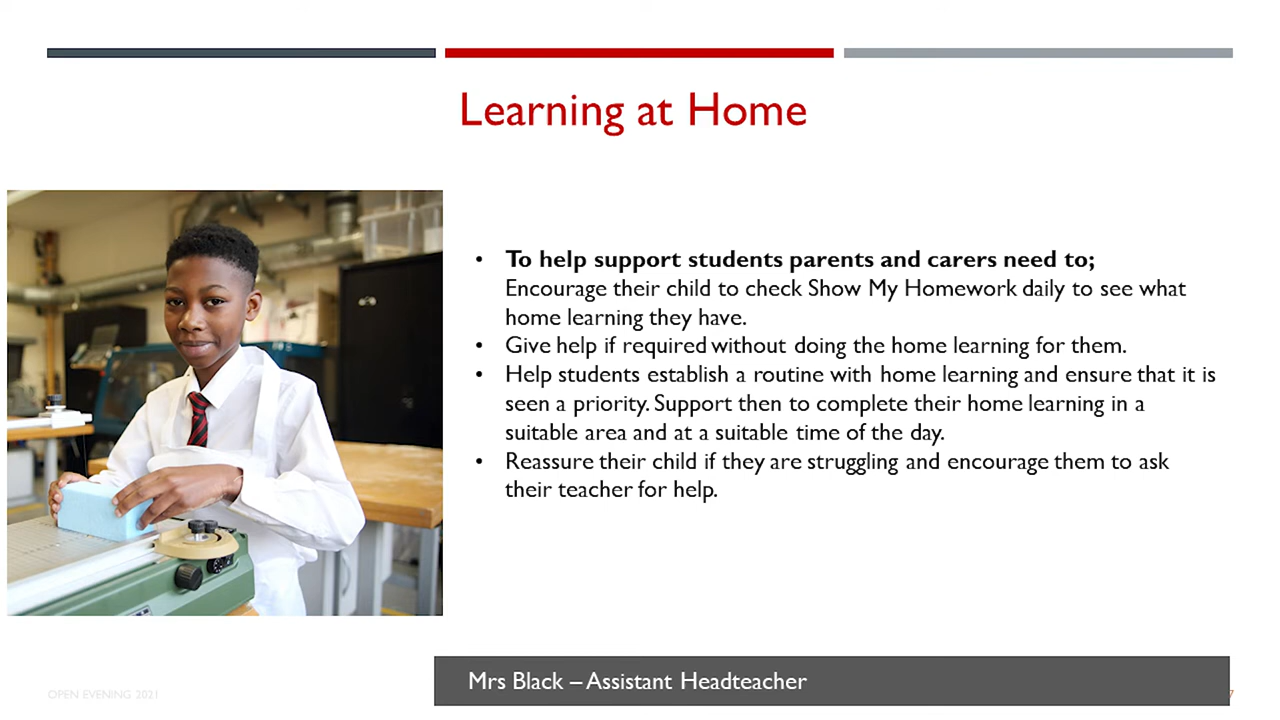 Learning at Home
• To help support students parents and carers need to;
Encourage their child to check Show My Homework daily to see what
home learning they have.
• Give help if required without doing the home learning for them.
• Help students establish a routine with home learning and ensure that it is
seen a priority. Support then to complete their home learning in a
suitable area and at a suitable time of the day.
• Reassure their child if they are struggling and encourage them to ask
their teacher for help.
Mrs Black – Assistant Headteacher
OPEN EVENING 2021
7